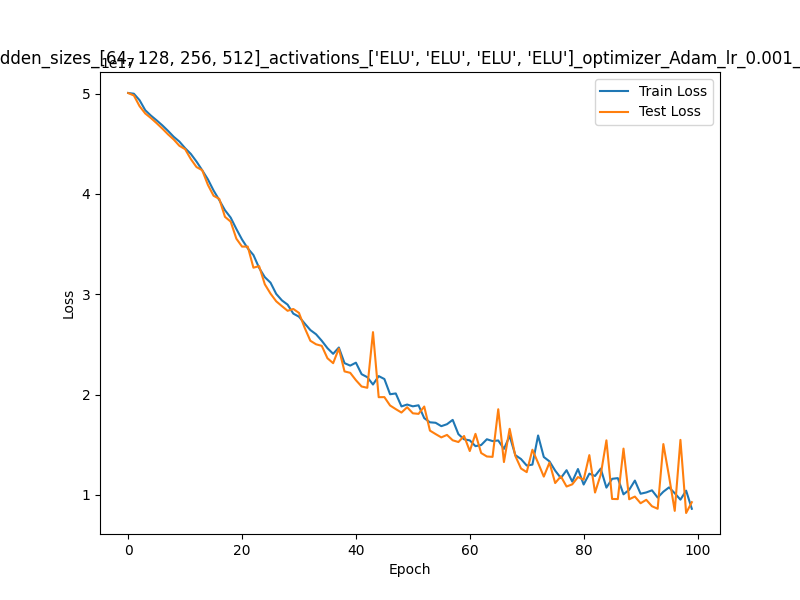 dden_sizes_[64, 128, 256, 512]_activations_['ELU', 'ELU', 'ELU', 'ELU']_optimizer_Adam_lr_0.001_
1e17
Train Loss
Test Loss
5
4
3
2
1
Loss
0
20
40
60
80
100
Epoch